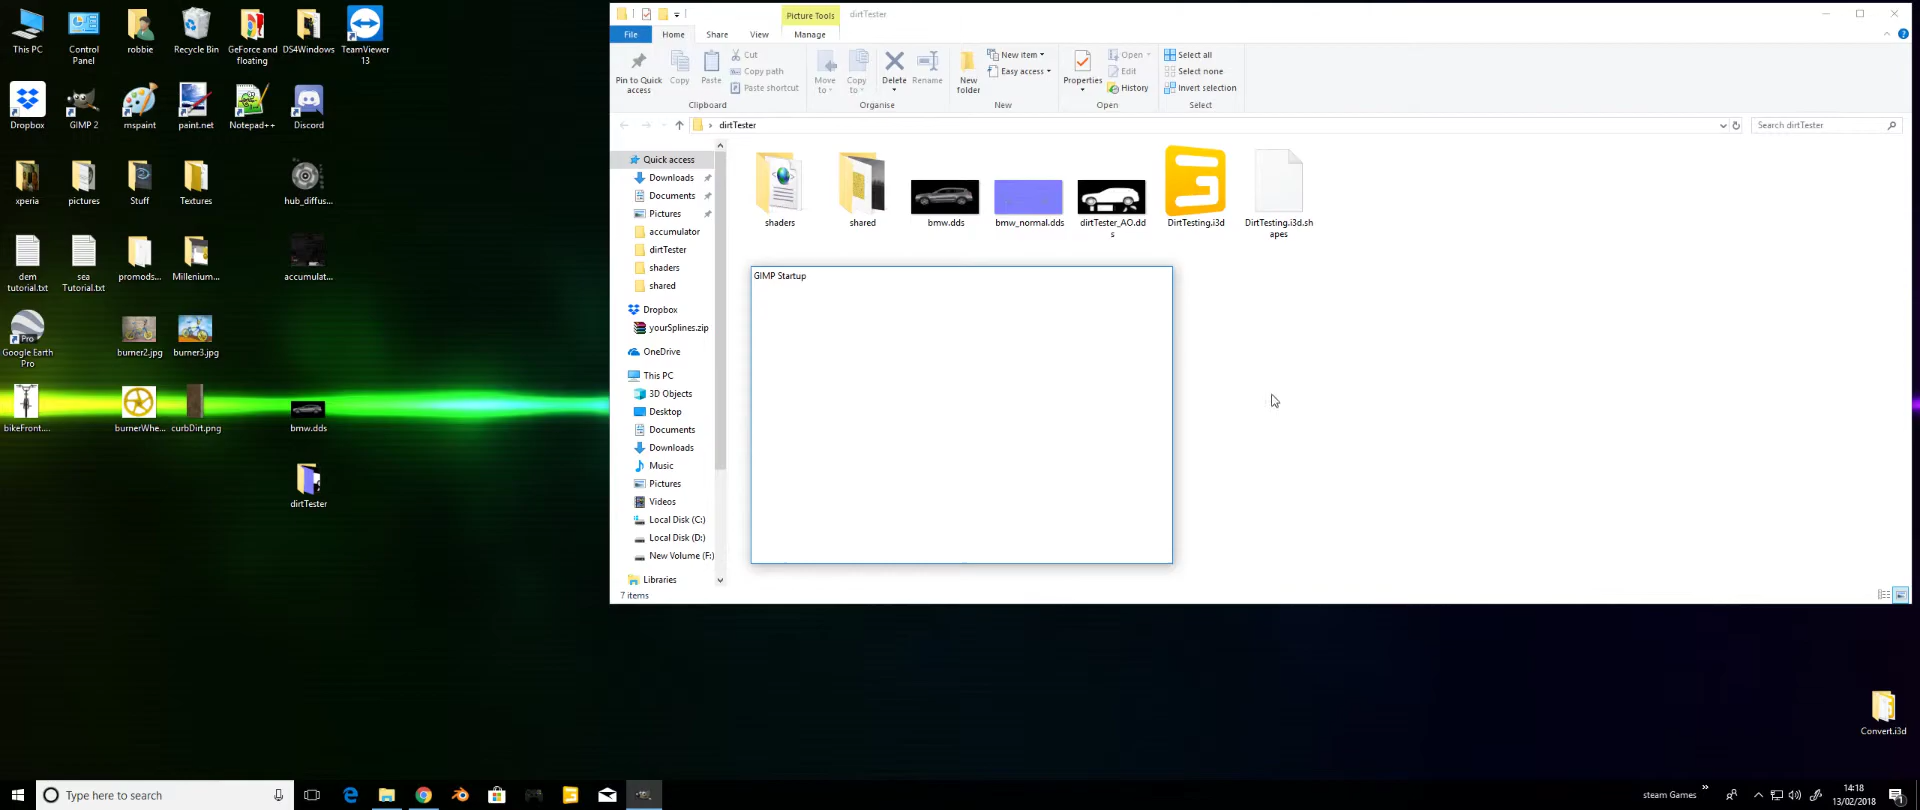 This PC
Control
Panel
robbie
Recycle Bin
GeForce and
floating
DS4Windows
TeamViewer
13
Dropbox
GIMP 2
mspaint
paint.net
Notepad++
Discord
xperia
pictures
Stuff
Textures
hub_diffus...
dem
tutorial.txt
sea
Tutorial.txt
promods...
Millenium...
accumulat...
Pro
Google Earth
Pro
burner2.jpg
burner3.jpg
bikeFront....
burnerWhe...
curbDirt.png
bmw.dds
dirtTester
Picture Tools
dirtTester
File
Home
Share
View
Manage
Pin to Quick
access
Copy
Paste
Cut
Copy path
Paste shortcut
Clipboard
Move
to
Copy
to
Delete
Rename
Organise
New
folder
New item
Easy access
New
Properties
Open
Edit
History
Open
Select all
Select none
Invert selection
Select
dirtTester
Search dirtTester
Quick access
Downloads
Documents
Pictures
accumulator
dirtTester
shaders
shared
Dropbox
yourSplines.zip
OneDrive
This PC
3D Objects
Desktop
Documents
Downloads
Music
Pictures
Videos
Local Disk (C:)
Local Disk (D:)
New Volume (F:)
Libraries
shaders
shared
bmw.dds
bmw_normal.dds
dirtTester_AO.dd
s
DirtTesting.i3d
DirtTesting.i3d.sh
apes
GIMP Startup
7 items
Convert.i3d
Type here to search
steam Games
14:18
13/02/2018
1